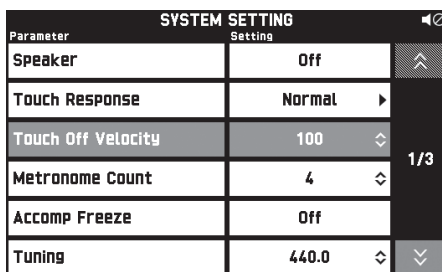 SYSTEM SETTING
Parameter Setting
Speaker Off
Touch Response Normal
Touch Off Velocity 100
1/3
Metronome Count 4
Accomp Freeze Off
Tuning 440.0